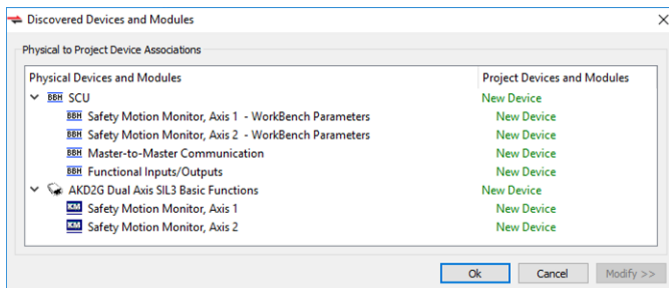 Discovered Devices and Modules
Physical to Project Device Associations
Physical Devices and Modules Project Devices and Modules
BBH SCU New Device
BBH Safety Motion Monitor, Axis 1 - WorkBench Parameters New Device
BBH Safety Motion Monitor, Axis 2 - WorkBench Parameters New Device
BBH Master-to-Master Communication New Device
BBH Functional Inputs/Outputs New Device
AKD2G Dual Axis SIL3 Basic Functions New Device
KM Safety Motion Monitor, Axis 1 New Device
KM Safety Motion Monitor, Axis 2 New Device
Ok Cancel Modify >>